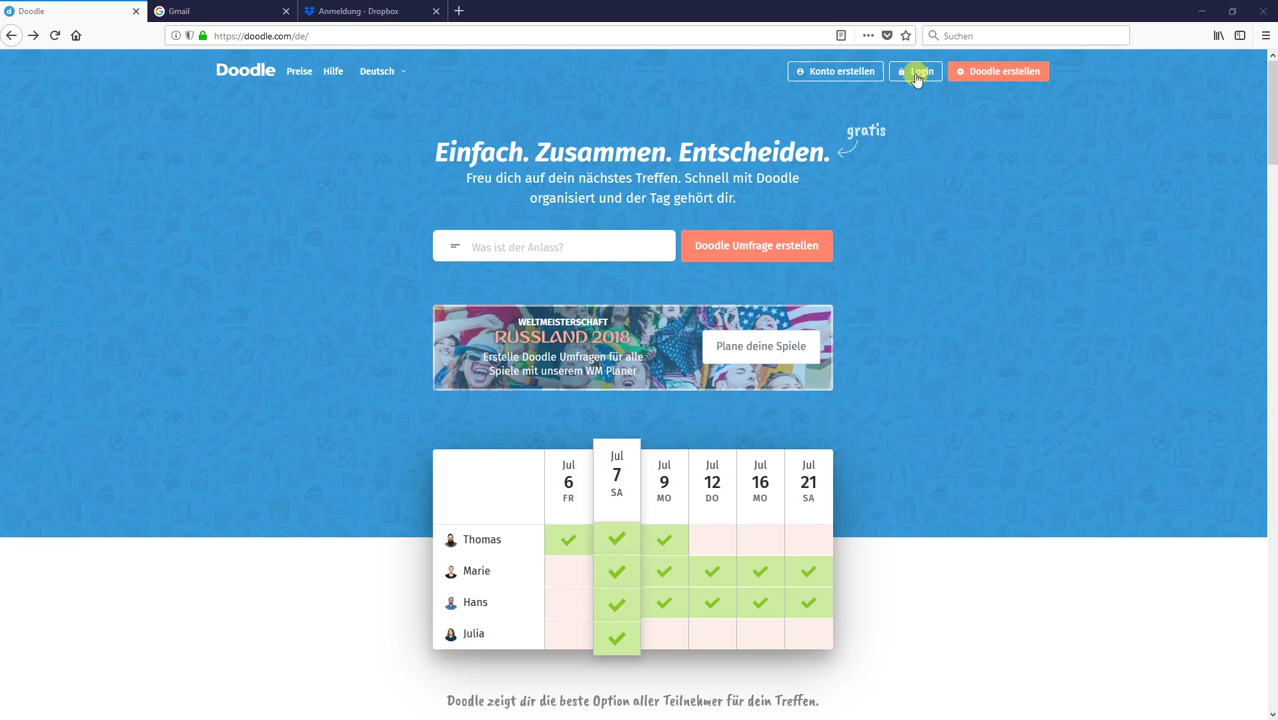 Doodle
Gmail
Anmeldung - Dropbox
https://doodle.com/de/
Suchen
Doodle
Preise
Hilfe
Deutsch
Konto erstellen
Login
Doodle erstellen
gratis
Einfach. Zusammen. Entscheiden.
Freu dich auf dein nächstes Treffen. Schnell mit Doodle
organisiert und der Tag gehört dir.
Was ist der Anlass?
Doodle Umfrage erstellen
WELTMEISTERSCHAFT
RUSSLAND 2018
Erstelle Doodle Umfragen für alle
Spiele mit unserem WM Planer
Plane deine Spiele
Jul Jul Jul Jul Jul Jul
6 7 9 12 16 21
FR SA MO DO MO SA
Thomas
Marie
Hans
Julia
Doodle zeigt dir die beste Option aller Teilnehmer für dein Treffen.